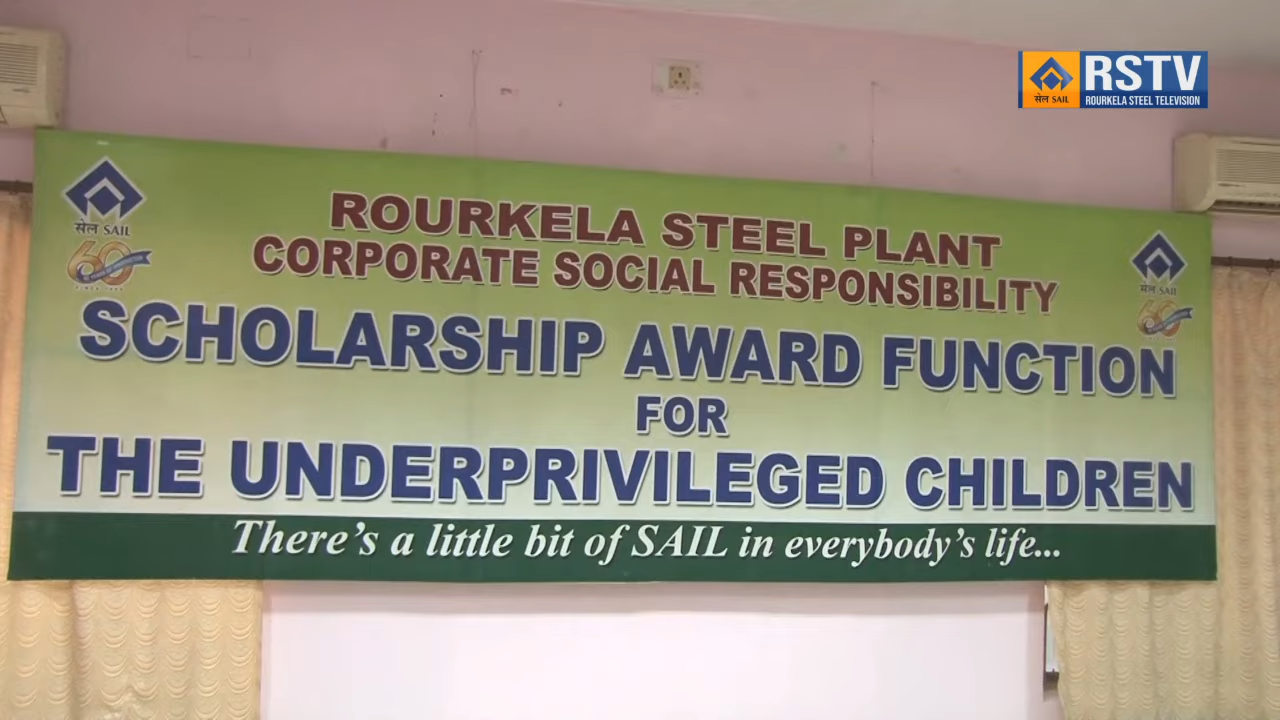 सेल SAIL
RSTV
ROURKELA STEEL TELEVISION
सेल SAIL
60
ROURKELA STEEL PLANT
CORPORATE SOCIAL RESPONSIBILITY
सेल SAIL
60
SCHOLARSHIP AWARD FUNCTION
FOR
THE UNDERPRIVILEGED CHILDREN
There's a little bit of SAIL in everybody's life...